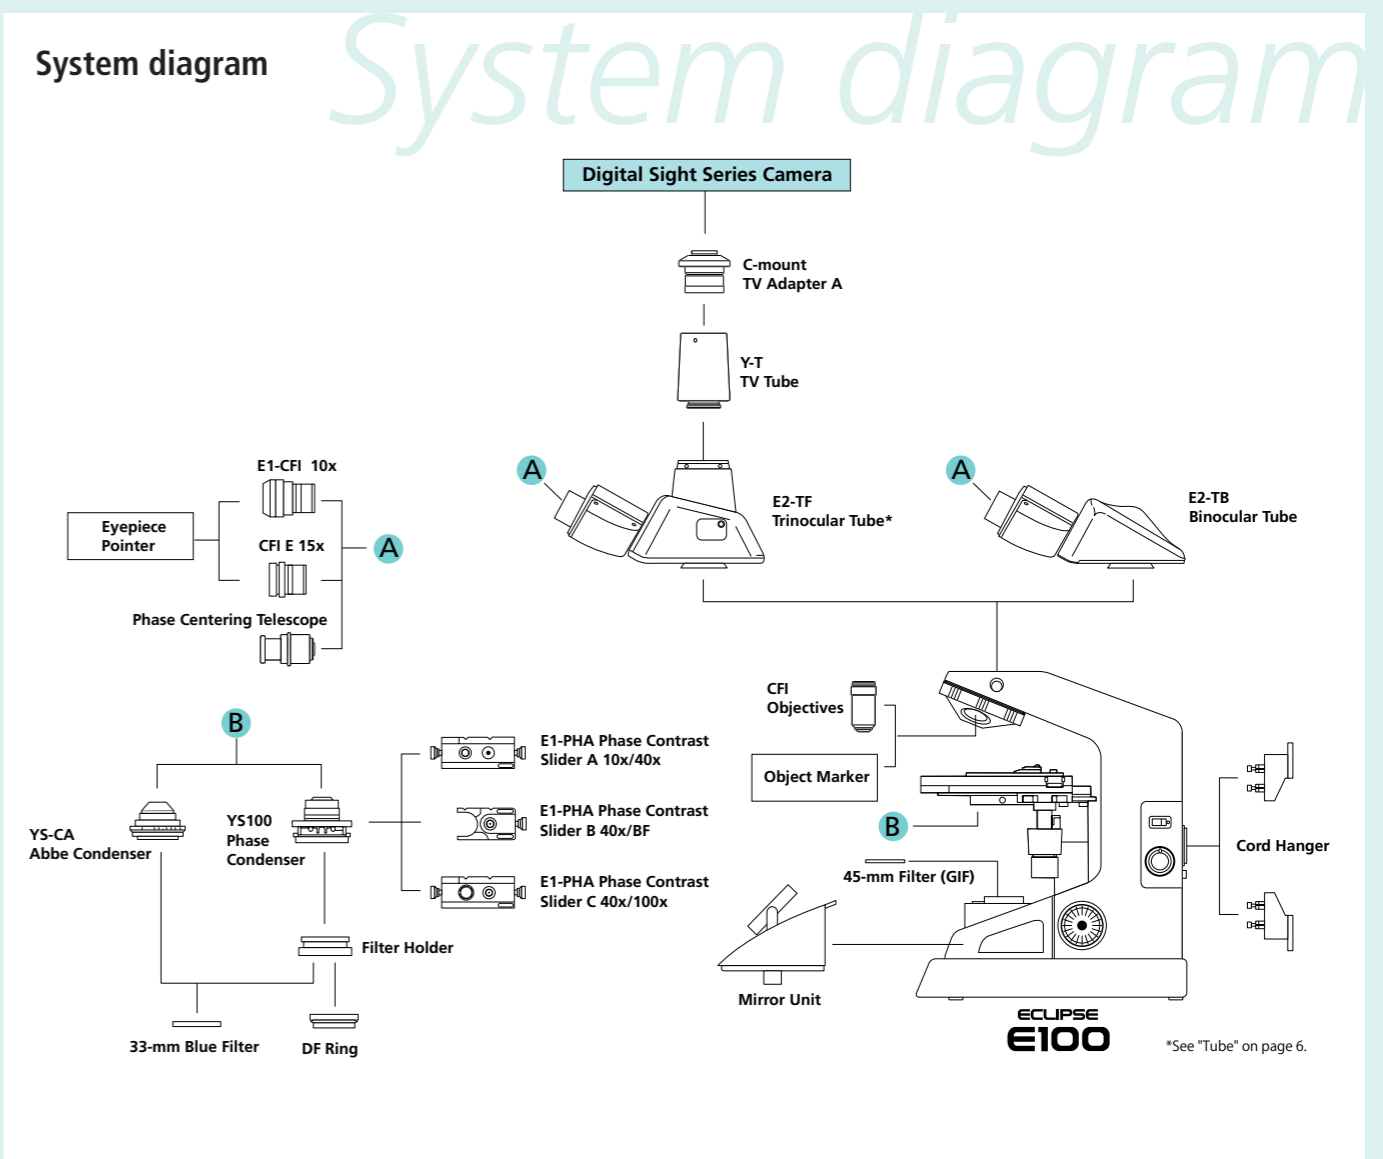 System diagram
System diagram
Digital Sight Series Camera
C-mount
TV Adapter A
Y-T
TV Tube
E1-CFI 10x
A
A
E2-TF
Trinocular Tube*
E2-TB
Binocular Tube
Eyepiece
Pointer
CFI E 15x
A
Phase Centering Telescope
CFI
Objectives
Object Marker
B
E1-PHA Phase Contrast
Slider A 10x/40x
YS-CA
Abbe Condenser
YS100
Phase
Condenser
E1-PHA Phase Contrast
Slider B 40x/BF
E1-PHA Phase Contrast
Slider C 40x/100x
B
45-mm Filter (GIF)
Cord Hanger
Filter Holder
Mirror Unit
33-mm Blue Filter
DF Ring
ECLIPSE
E100
*See "Tube" on page 6.